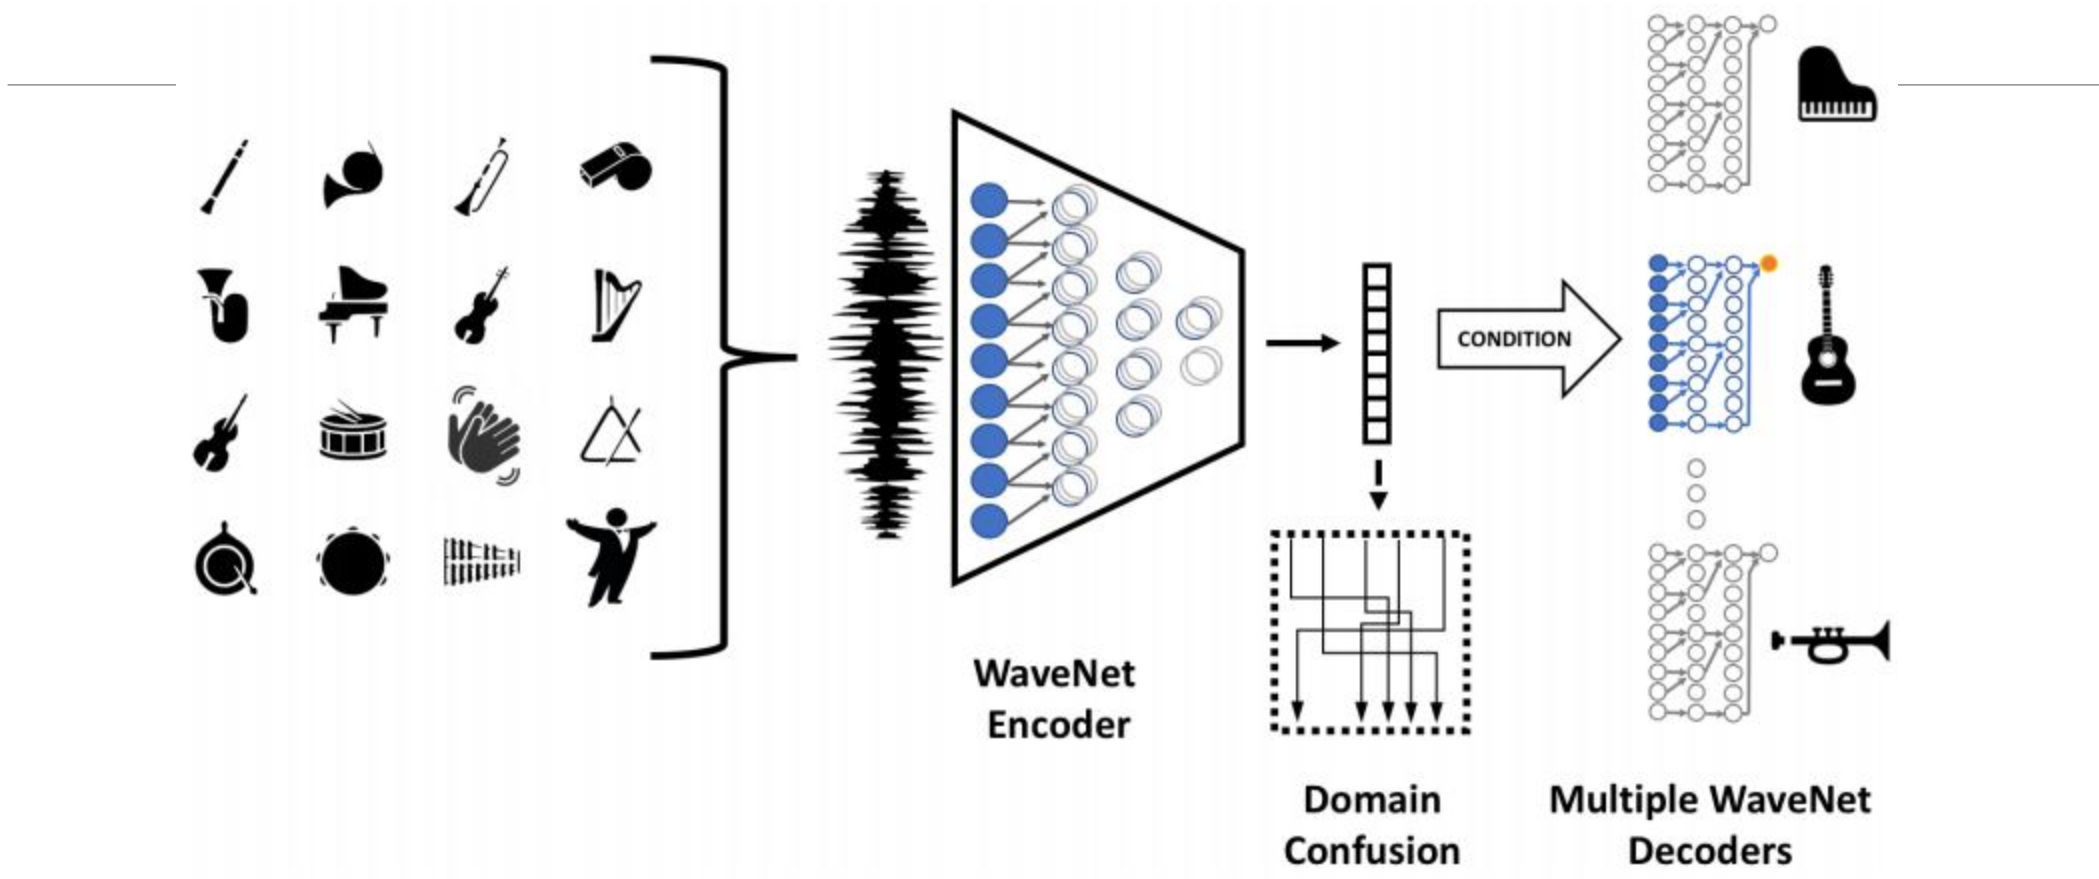 CONDITION
WaveNet
Encoder
Domain
Confusion
Multiple WaveNet
Decoders